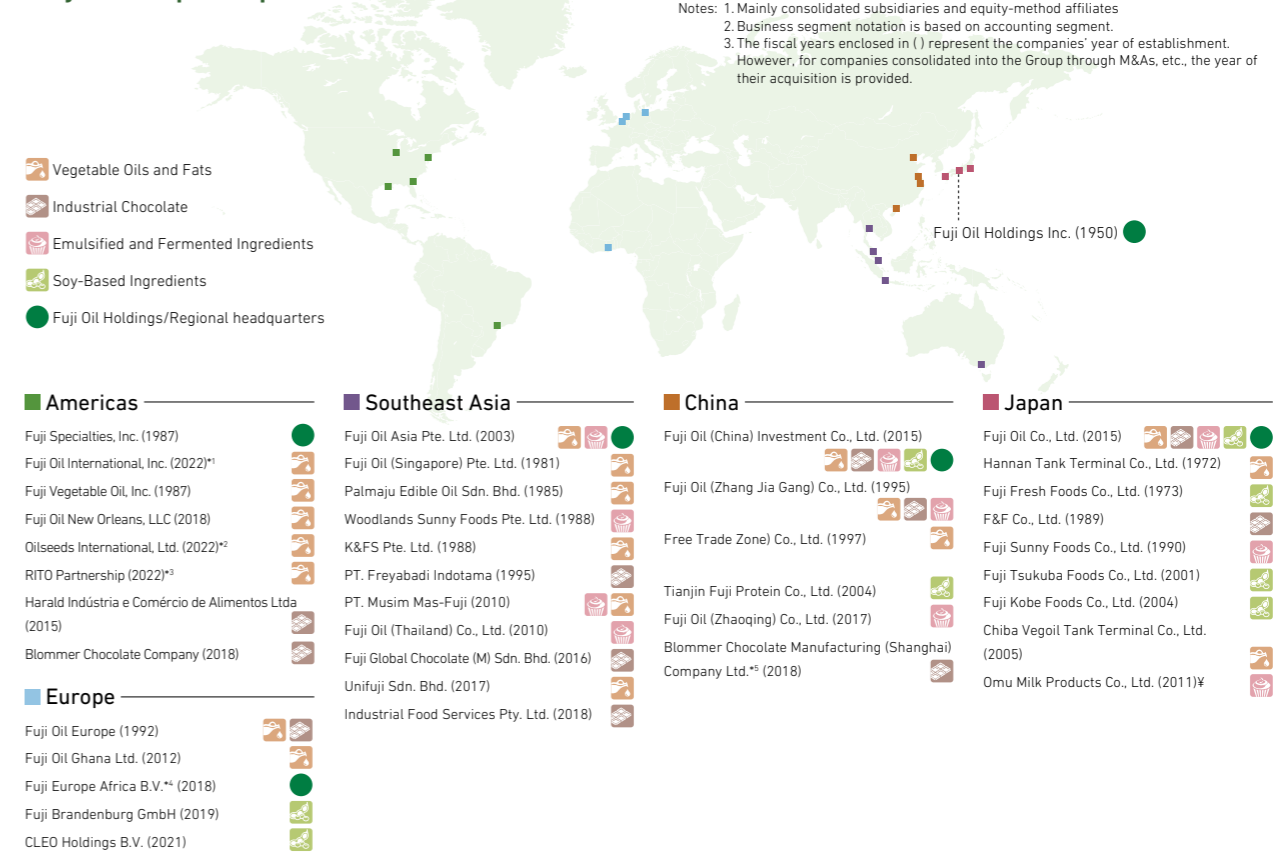 Notes: 1. Mainly consolidated subsidiaries and equity-method affiliates
2. Business segment notation is based on accounting segment.
3. The fiscal years enclosed in ( ) represent the companies' year of establishment.
However, for companies consolidated into the Group through M&As, etc., the year of
their acquisition is provided.
Vegetable Oils and Fats
Industrial Chocolate
Emulsified and Fermented Ingredients
Soy-Based Ingredients
Fuji Oil Holdings/Regional headquarters
Fuji Oil Holdings Inc. (1950)
Americas
Fuji Specialties, Inc. (1987)
Fuji Oil International, Inc. (2022)*1
Fuji Vegetable Oil, Inc. (1987)
Fuji Oil New Orleans, LLC (2018)
Oilseeds International, Ltd. (2022)*2
RITO Partnership (2022)*3
Harald Indústria e Comércio de Alimentos Ltda
(2015)
Blommer Chocolate Company (2018)
Europe
Fuji Oil Europe (1992)
Fuji Oil Ghana Ltd. (2012)
Fuji Europe Africa B.V.*4 (2018)
Fuji Brandenburg GmbH (2019)
CLEO Holdings B.V. (2021)
Southeast Asia
Fuji Oil Asia Pte. Ltd. (2003)
Fuji Oil (Singapore) Pte. Ltd. (1981)
Palmaju Edible Oil Sdn. Bhd. (1985)
Woodlands Sunny Foods Pte. Ltd. (1988)
K&FS Pte. Ltd. (1988)
PT. Freyabadi Indotama (1995)
PT. Musim Mas-Fuji (2010)
Fuji Oil (Thailand) Co., Ltd. (2010)
Fuji Global Chocolate (M) Sdn. Bhd. (2016)
Unifuji Sdn. Bhd. (2017)
Industrial Food Services Pty. Ltd. (2018)
China
Fuji Oil (China) Investment Co., Ltd. (2015)
Fuji Oil (Zhang Jia Gang) Co., Ltd. (1995)
Free Trade Zone) Co., Ltd. (1997)
Tianjin Fuji Protein Co., Ltd. (2004)
Fuji Oil (Zhaoqing) Co., Ltd. (2017)
Blommer Chocolate Manufacturing (Shanghai)
Company Ltd.*5 (2018)
Japan
Fuji Oil Co., Ltd. (2015)
Hannan Tank Terminal Co., Ltd. (1972)
Fuji Fresh Foods Co., Ltd. (1973)
F&F Co., Ltd. (1989)
Fuji Sunny Foods Co., Ltd. (1990)
Fuji Tsukuba Foods Co., Ltd. (2001)
Fuji Kobe Foods Co., Ltd. (2004)
Chiba Vegoil Tank Terminal Co., Ltd.
(2005)
Omu Milk Products Co., Ltd. (2011)¥